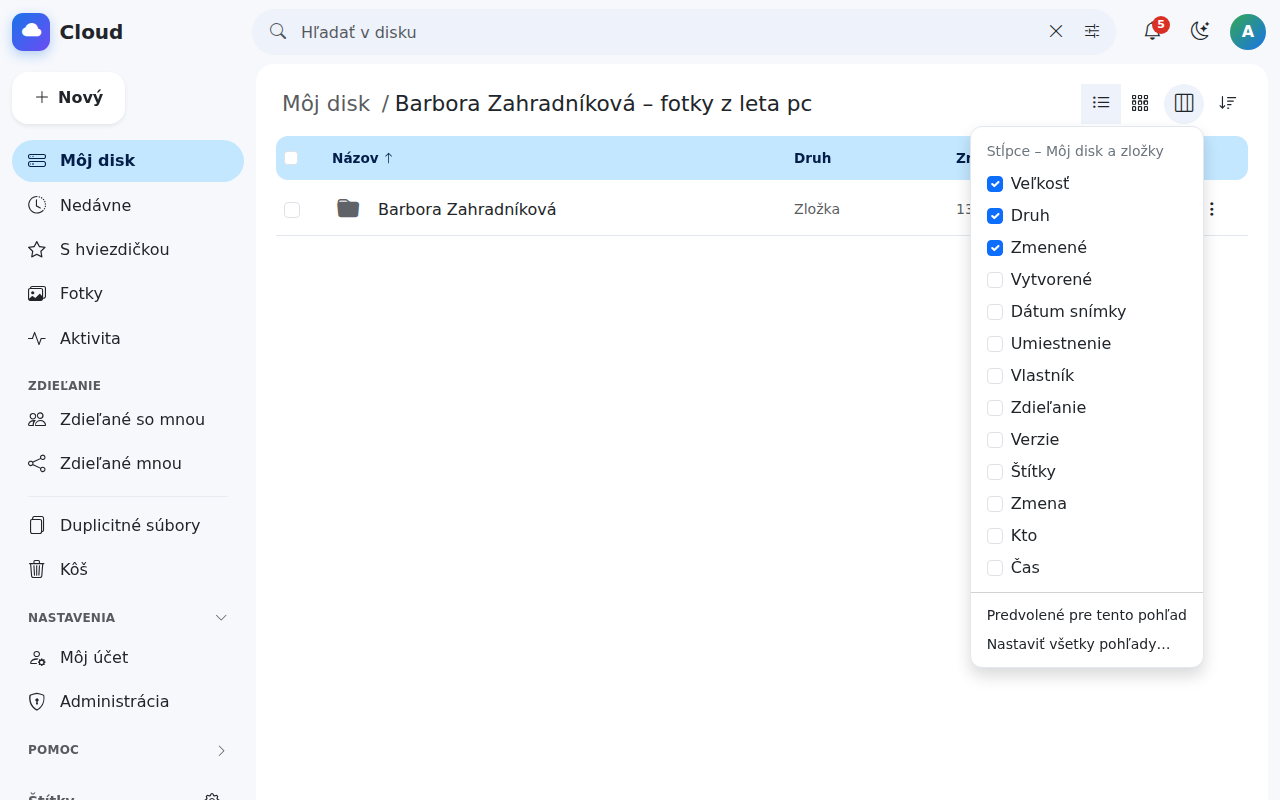 Cloud
Hľadať v disku
5
A
Nový
Môj disk
Nedávne
S hviezdičkou
Fotky
Aktivita
ZDIEĽANIE
Zdieľané so mnou
Zdieľané mnou
Duplicitné súbory
Kôš
NASTAVENIA
Môj účet
Administrácia
POMOC
Štítky
Môj disk / Barbora Zahradníková – fotky z leta pc
Názov ↑ Druh
Barbora Zahradníková Zložka 13
Stĺpce – Môj disk a zložky
Veľkosť
Druh
Zmenené
Vytvorené
Dátum snímky
Umiestnenie
Vlastník
Zdieľanie
Verzie
Štítky
Zmena
Kto
Čas
Predvolené pre tento pohľad
Nastaviť všetky pohľady…